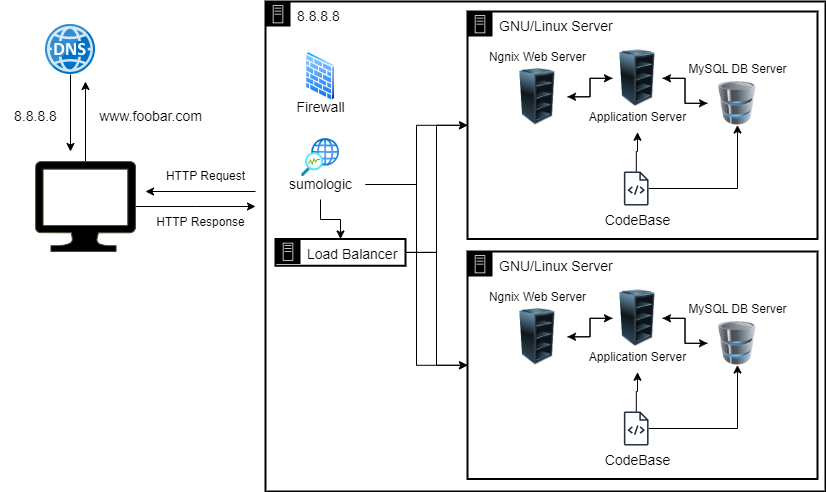 DNS
8.8.8.8
www.foobar.com
HTTP Request
HTTP Response
8.8.8.8
Firewall
sumologic
Load Balancer
GNU/Linux Server
Ngnix Web Server
MySQL DB Server
Application Server
</>
CodeBase
GNU/Linux Server
Ngnix Web Server
MySQL DB Server
Application Server
</>
CodeBase